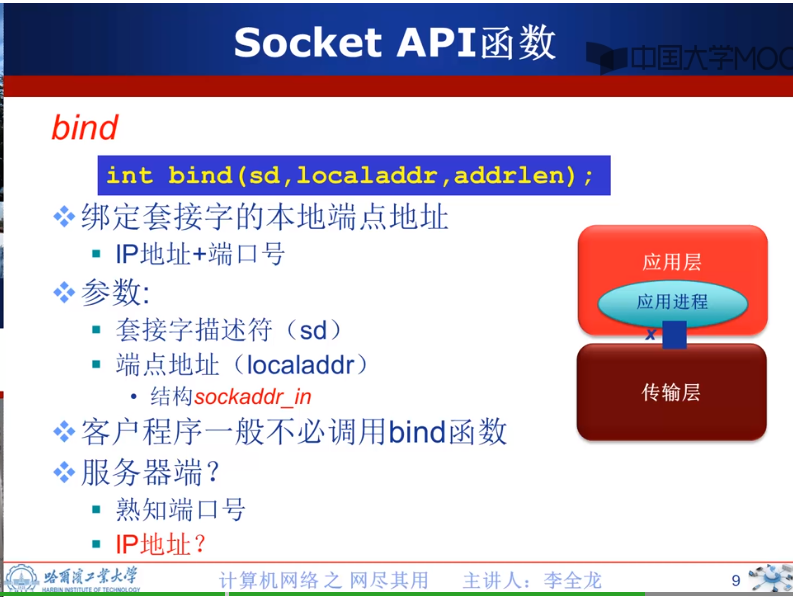 Socket API函数
中国大学MOO
bind
int bind(sd,localaddr,addrlen);
绑定套接字的本地端点地址
IP地址+端口号
参数:
套接字描述符（sd）
端点地址（localaddr）
结构sockaddr_in
客户程序一般不必调用bind函数
服务器端？
熟知端口号
IP地址？
应用层
应用进程
x
传输层
哈尔滨工业大学
HARBIN INSTITUTE OF TECHNOLOGY
计算机网络 之 网尽其用 主讲人：李全龙
9